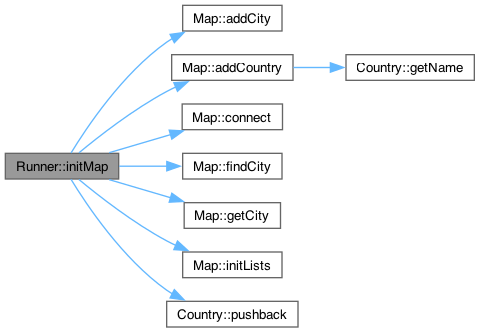 Map::addCity
Map::addCountry
Country::getName
Map::connect
Runner::initMap
Map::findCity
Map::getCity
Map::initLists
Country::pushback